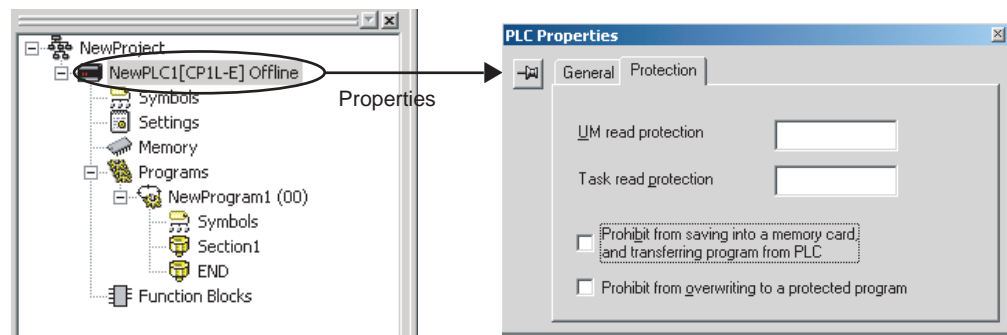 NewProject
NewPLC1[CP1L-E] Offline
Symbols
Settings
Memory
Programs
NewProgram1 (00)
Symbols
Section1
END
Function Blocks
Properties
PLC Properties
General Protection
UM read protection
Task read protection
Prohibit from saving into a memory card,
and transferring program from PLC
Prohibit from overwriting to a protected program